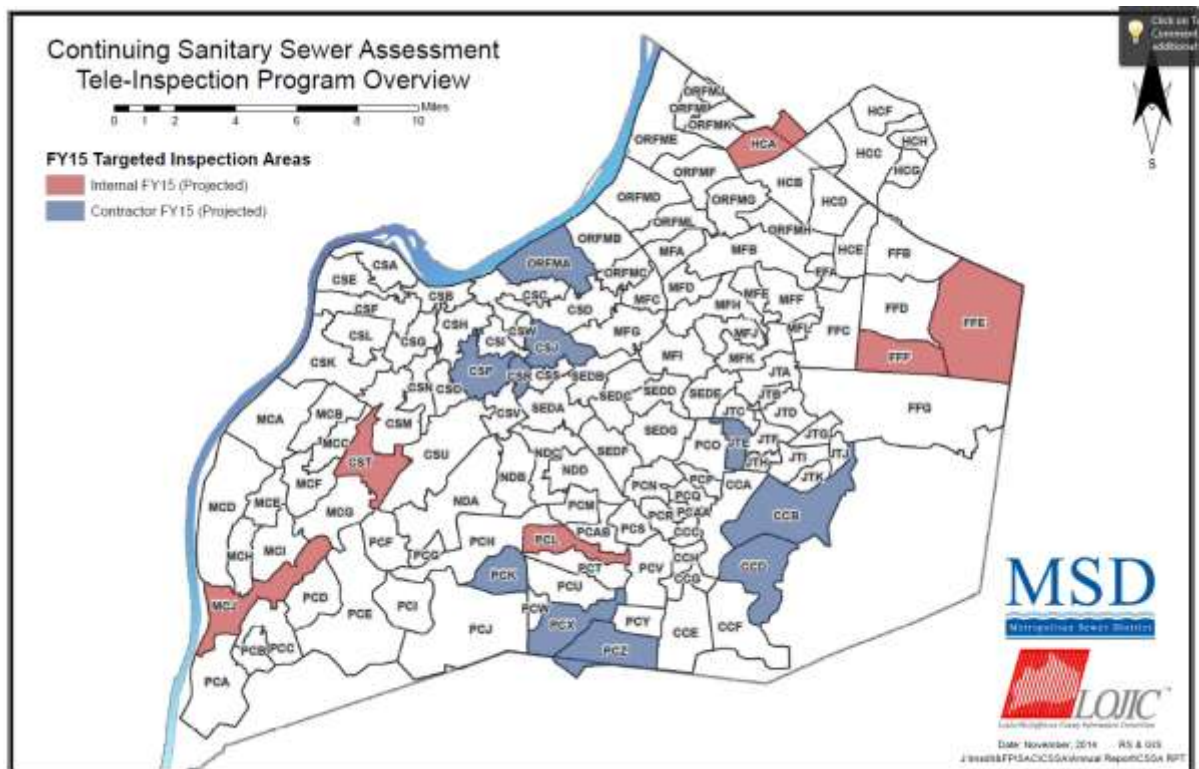 Continuing Sanitary Sewer Assessment
Tele-Inspection Program Overview
Miles
0 1 2 4 6 8 10
FY15 Targeted Inspection Areas
Internal FY15 (Projected)
Contractor FY15 (Projected)
Click on
Comment
additional
S
ORFMJ
ORFMI
ORFMK
ORFME
HCA
HCF
HCC
HCH
HCG
ORFMF
HCB
ORFMD
ORFMG
HCD
ORFML
ORFMH
ORFMB
MFA
MFB
HCE
FFB
ORFMA
ORFMC
FFA
CSA
CSE
CSB
CSC
MFC
MFD
MFE
MFF
CSF
CSD
MFH
FFD
FFE
CSH
CSW
MFG
MFJ
MFL
FFC
CSL
CSG
CSI
CSJ
MFI
MFK
FFF
CSK
CSP
CSR
CSS
SEDB
JTA
CSN
CSO
SEDC
SEDD
SEDE
JTB
FFG
MCA
MCB
CSM
CSV
SEDA
JTC
JTD
MCC
SEDG
PCO
JTE
JTF
JTG
CST
CSU
NDC
SEDF
JTH
JTI
JTJ
MCF
NDB
NDD
PCN
PCP
CCA
JTK
MCD
MCE
MCG
NDA
PCM
PCQ
PCR
PCAA
CCB
PCF
PCH
PCL
PCAB
PCS
CCC
MCH
MCI
PCG
PCT
PCV
CCH
CCD
PCK
PCU
CCG
MCJ
PCD
PCE
PCI
PCW
PCJ
PCX
PCY
CCE
CCF
PCB
PCC
PCZ
PCA
MSD
Metropolitan Sewer District
LOJIC
Date: November, 2014 RS & GIS